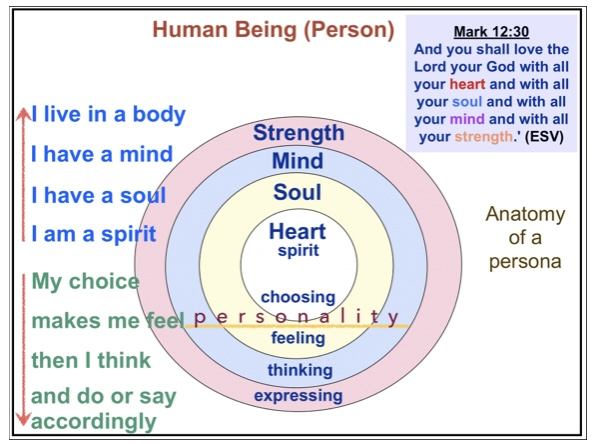 Human Being (Person)
Mark 12:30
And you shall love the
Lord your God with all
your heart and with all
your soul and with all
your mind and with all
your strength.' (ESV)
I live in a body
I have a mind
I have a soul
I am a spirit
My choice
makes me feel
then I think
and do or say
accordingly
Strength
Mind
Soul
Heart
spirit
choosing
personality
feeling
thinking
expressing
Anatomy
of a
persona